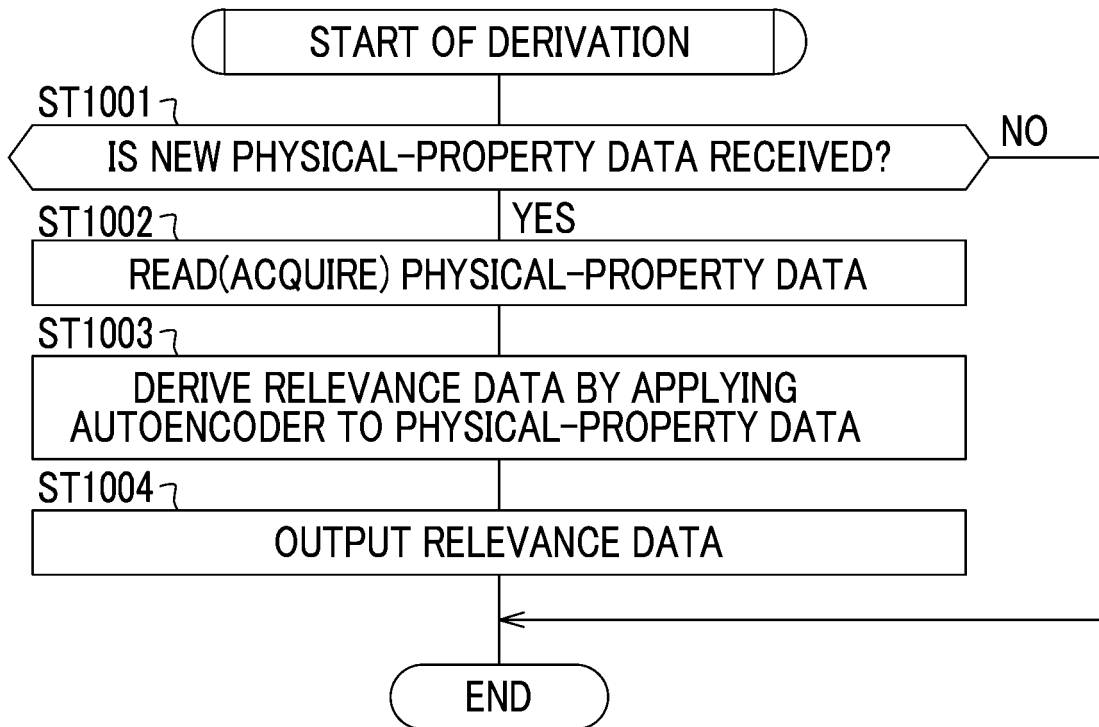 START OF DERIVATION
ST1001
IS NEW PHYSICAL-PROPERTY DATA RECEIVED?
NO
YES
ST1002
READ(ACQUIRE) PHYSICAL-PROPERTY DATA
ST1003
DERIVE RELEVANCE DATA BY APPLYING
AUTOENCODER TO PHYSICAL-PROPERTY DATA
ST1004
OUTPUT RELEVANCE DATA
END